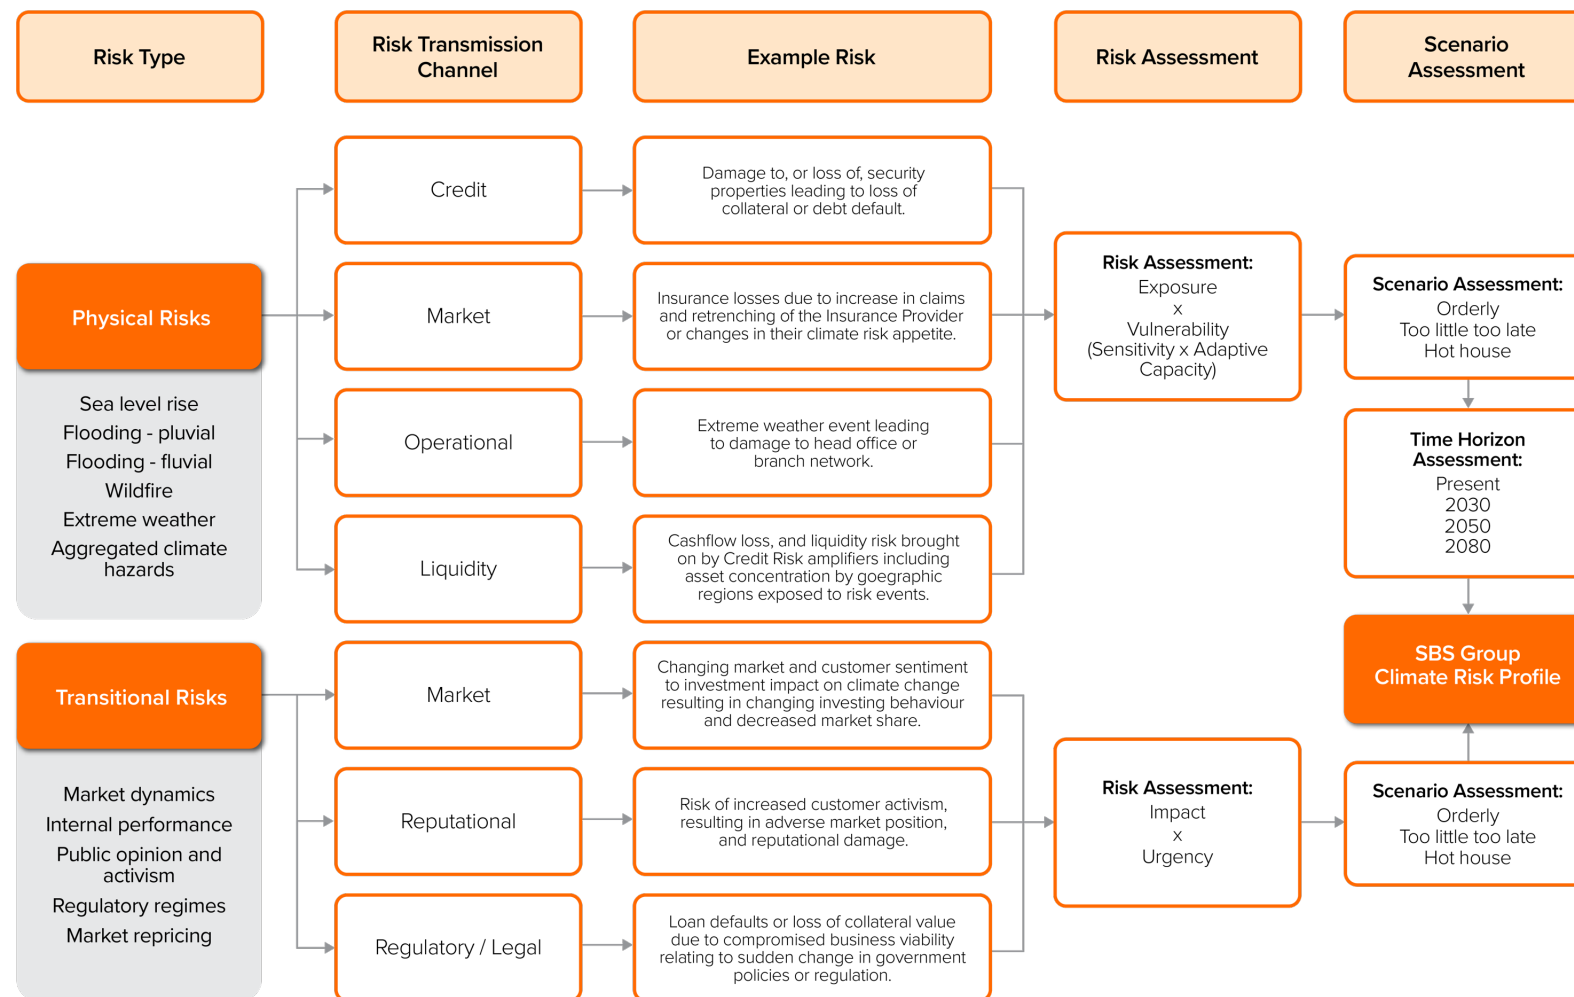 Risk Type
Risk Transmission
Channel
Example Risk
Risk Assessment
Scenario
Assessment
Physical Risks
Sea level rise
Flooding - pluvial
Flooding - fluvial
Wildfire
Extreme weather
Aggregated climate
hazards
Credit
Damage to, or loss of, security
properties leading to loss of
collateral or debt default.
Market
Insurance losses due to increase in claims
and retrenching of the Insurance Provider
or changes in their climate risk appetite.
Operational
Extreme weather event leading
to damage to head office or
branch network.
Liquidity
Cashflow loss, and liquidity risk brought
on by Credit Risk amplifiers including
asset concentration by goegraphic
regions exposed to risk events.
Risk Assessment:
Exposure
x
Vulnerability
(Sensitivity x Adaptive
Capacity)
Scenario Assessment:
Orderly
Too little too late
Hot house
Time Horizon
Assessment:
Present
2030
2050
2080
SBS Group
Climate Risk Profile
Transitional Risks
Market dynamics
Internal performance
Public opinion and
activism
Regulatory regimes
Market repricing
Market
Changing market and customer sentiment
to investment impact on climate change
resulting in changing investing behaviour
and decreased market share.
Reputational
Risk of increased customer activism,
resulting in adverse market position,
and reputational damage.
Regulatory / Legal
Loan defaults or loss of collateral value
due to compromised business viability
relating to sudden change in government
policies or regulation.
Risk Assessment:
Impact
x
Urgency
Scenario Assessment:
Orderly
Too little too late
Hot house